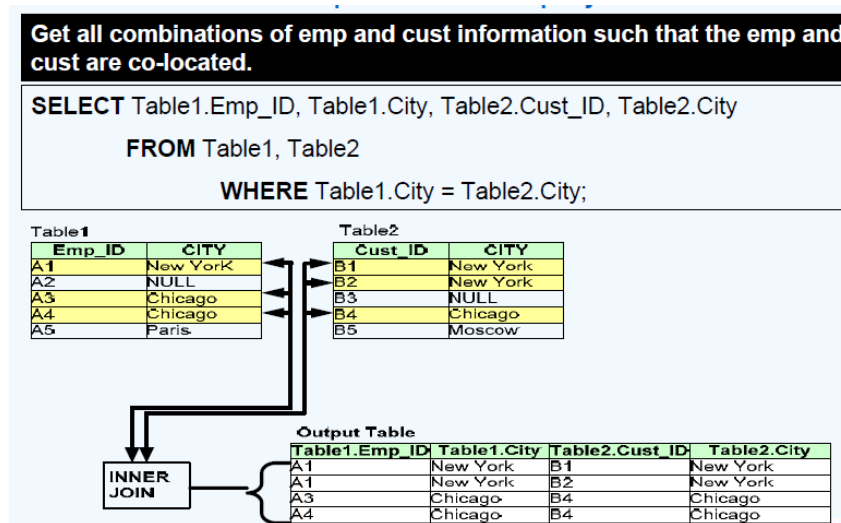 Get all combinations of emp and cust information such that the emp and
cust are co-located.
SELECT Table1.Emp_ID, Table1.City, Table2.Cust_ID, Table2.City
FROM Table1, Table2
WHERE Table1.City = Table2.City;
Table1
Emp_ID CITY
A1 New York
A2 NULL
A3 Chicago
A4 Chicago
A5 Paris
Table2
Cust_ID CITY
B1 New York
B2 New York
B3 NULL
B4 Chicago
B5 Moscow
INNER
JOIN
Output Table
Table1.Emp_ID Table1.City Table2.Cust_ID Table2.City
A1 New York B1 New York
A1 New York B2 New York
A3 Chicago B4 Chicago
A4 Chicago B4 Chicago